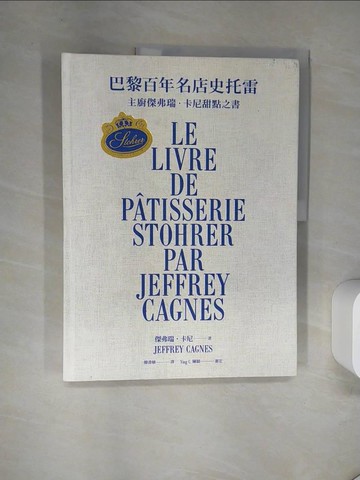 巴黎百年名店史托雷
主廚傑弗瑞・卡尼甜點之書
Stohrer
LE
LIVRE
DE
PÂTISSERIE
STOHRER
PAR
JEFFREY
CAGNES
傑弗瑞・卡尼——著
JEFFREY CAGNES